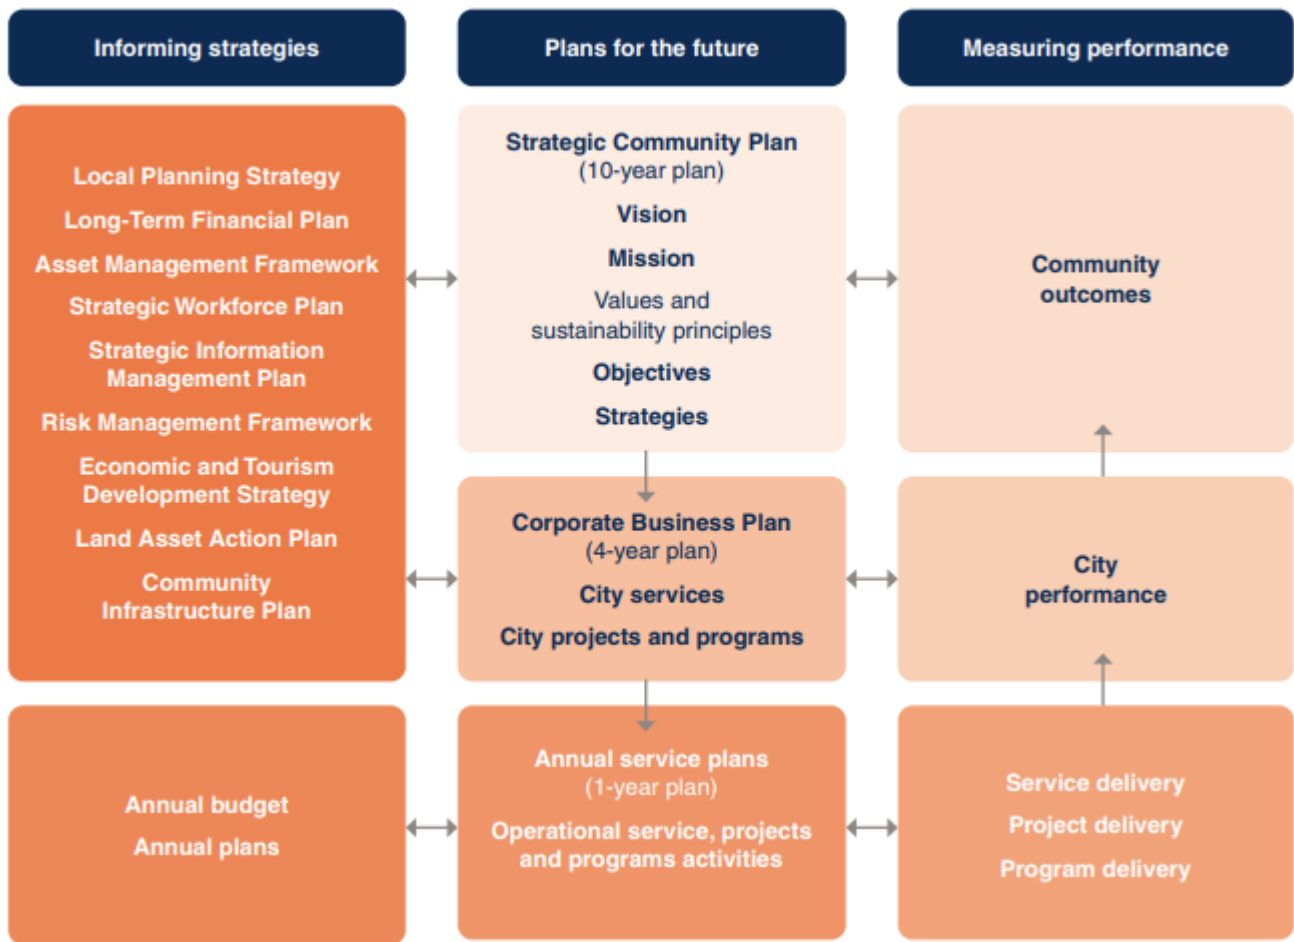 Informing strategies
Plans for the future
Measuring performance
Local Planning Strategy
Long-Term Financial Plan
Asset Management Framework
Strategic Workforce Plan
Strategic Information
Management Plan
Risk Management Framework
Economic and Tourism
Development Strategy
Land Asset Action Plan
Community
Infrastructure Plan
Strategic Community Plan
(10-year plan)
Vision
Mission
Values and
sustainability principles
Objectives
Strategies
Community
outcomes
Corporate Business Plan
(4-year plan)
City services
City projects and programs
City
performance
Annual budget
Annual plans
Annual service plans
(1-year plan)
Operational service, projects
and programs activities
Service delivery
Project delivery
Program delivery